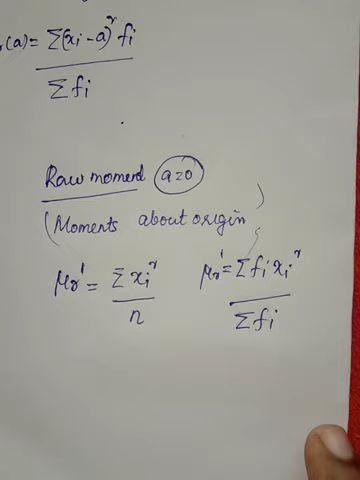 r(a) = Σ(xi - a)^r fi / Σfi
Raw moment (a=0)
(Moments about origin)
μr' = Σxi^r / n μr' = Σfi xi^r / Σfi